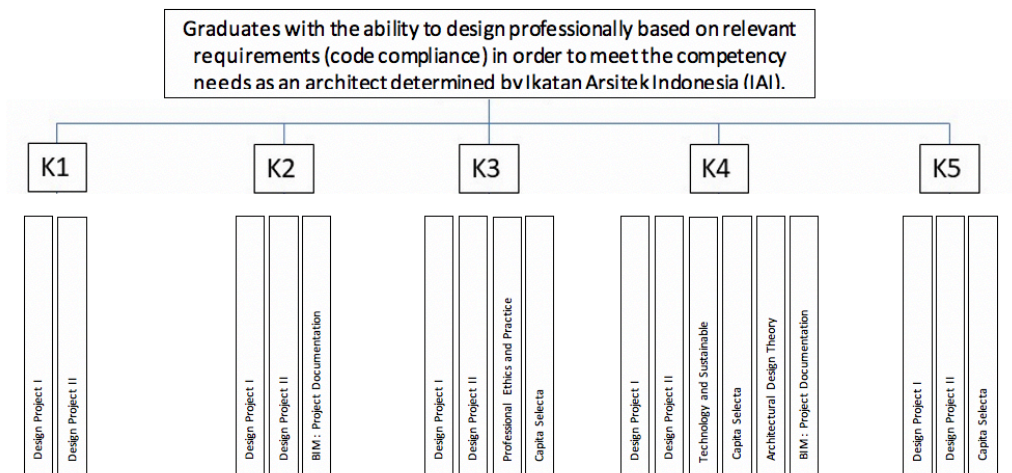 Graduates with the ability to design professionally based on relevant
requirements (code compliance) in order to meet the competency
needs as an architect determined by Ikatan Arsitek Indonesia (IAI).
K1
K2
K3
K4
K5
Design Project I
Design Project II
Design Project I
Design Project II
BIM: Project Documentation
Design Project I
Design Project II
Professional Ethics and Practice
Capita Selecta
Design Project I
Design Project II
Technology and Sustainable
Capita Selecta
Architectural Design Theory
BIM: Project Documentation
Design Project I
Design Project II
Capita Selecta